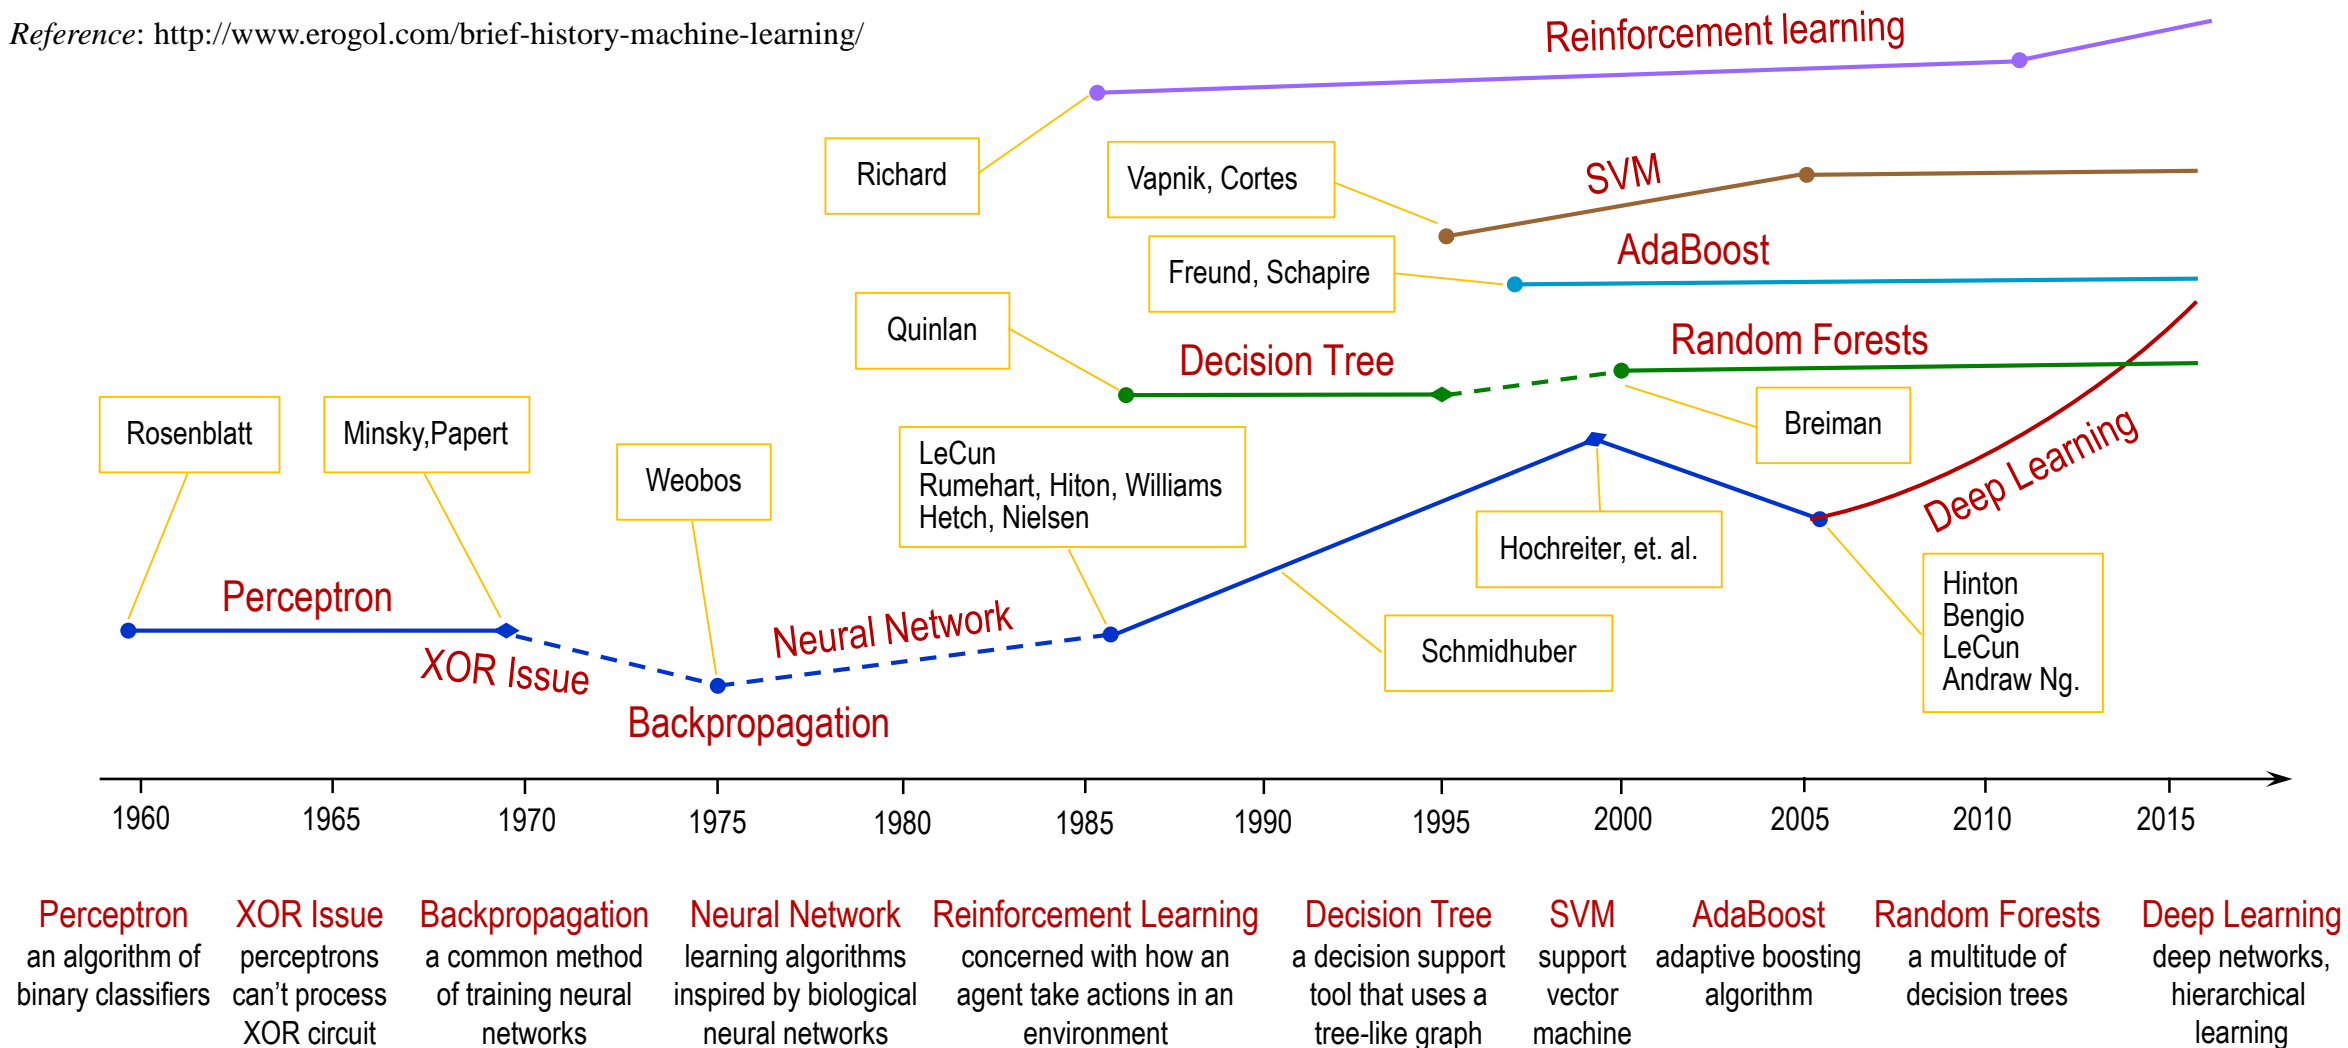 Reference: http://www.erogol.com/brief-history-machine-learning/
Reinforcement learning
Richard
Vapnik, Cortes
SVM
Freund, Schapire
AdaBoost
Quinlan
Decision Tree
Random Forests
Breiman
Rosenblatt
Minsky,Papert
Weobos
LeCun
Rumehart, Hiton, Williams
Hetch, Nielsen
Deep Learning
Hochreiter, et. al.
Perceptron
XOR Issue
Neural Network
Backpropagation
Schmidhuber
Hinton
Bengio
LeCun
Andraw Ng.
1960 1965 1970 1975 1980 1985 1990 1995 2000 2005 2010 2015
Perceptron
an algorithm of
binary classifiers
XOR Issue
perceptrons
can't process
XOR circuit
Backpropagation
a common method
of training neural
networks
Neural Network
learning algorithms
inspired by biological
neural networks
Reinforcement Learning
concerned with how an
agent take actions in an
environment
Decision Tree
a decision support
tool that uses a
tree-like graph
SVM
support
vector
machine
AdaBoost
adaptive boosting
algorithm
Random Forests
a multitude of
decision trees
Deep Learning
deep networks,
hierarchical
learning